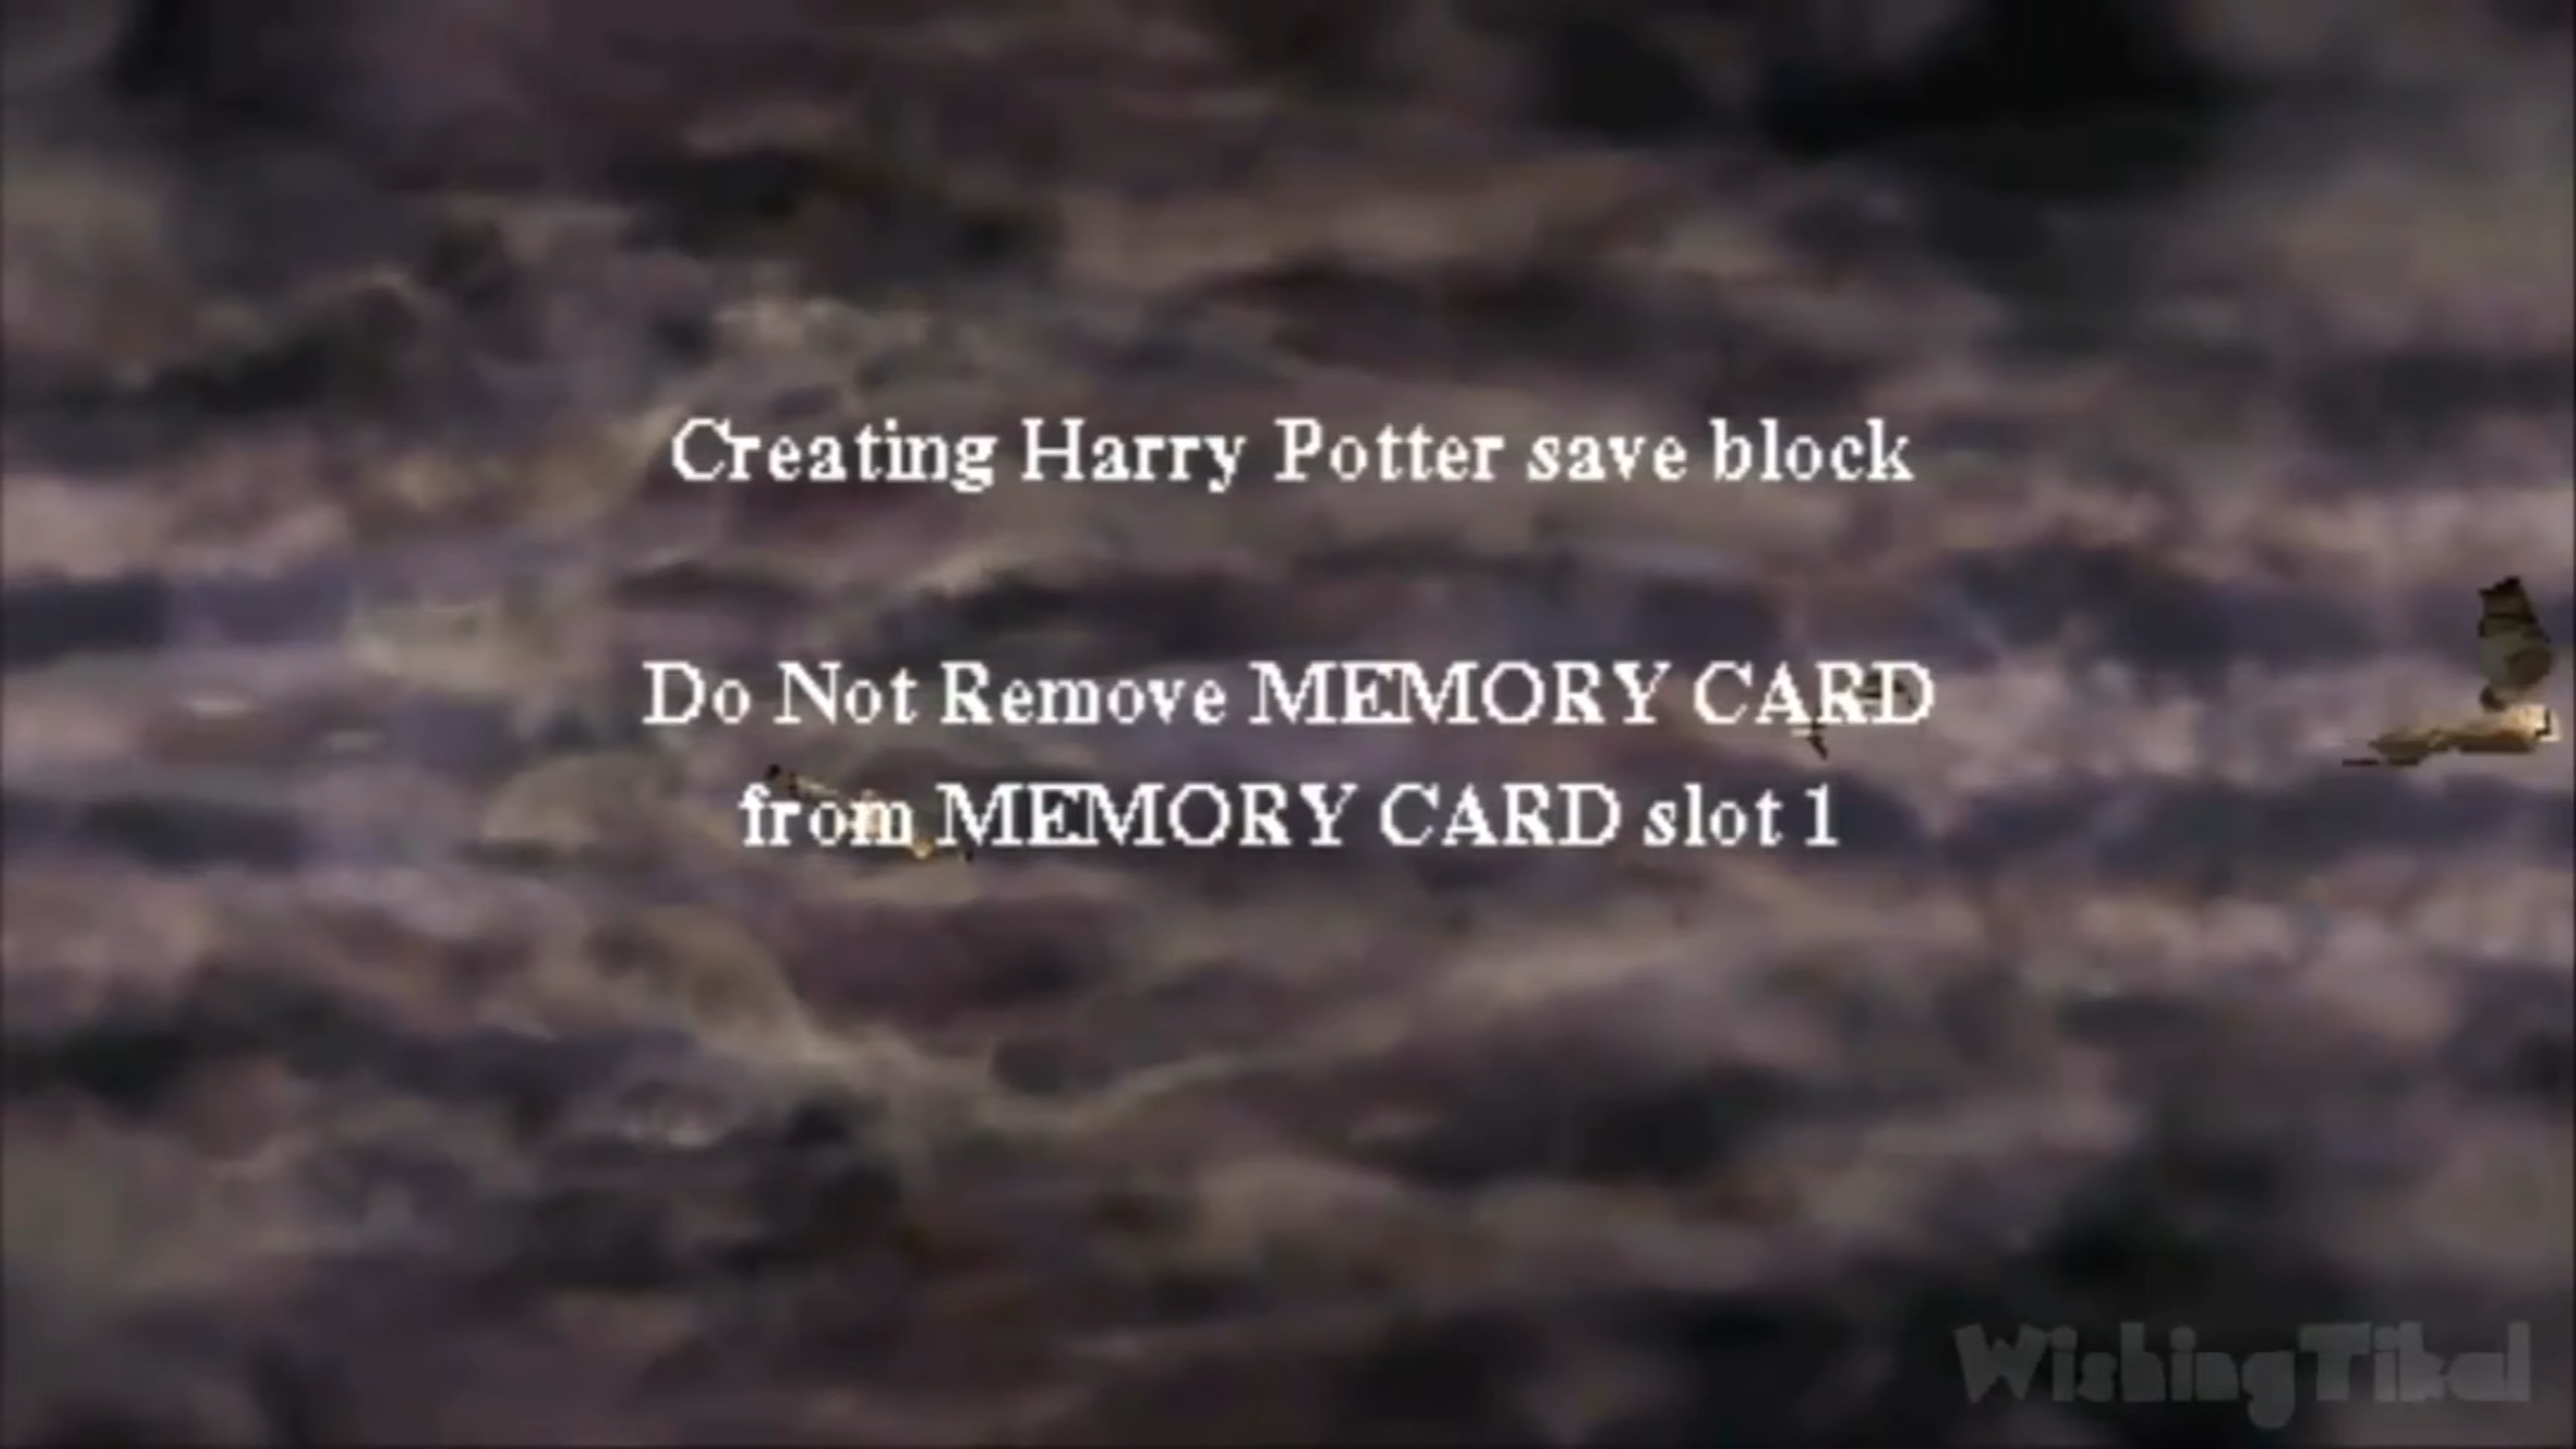 Creating Harry Potter save block
Do Not Remove MEMORY CARD
from MEMORY CARD slot 1
WishingTikal